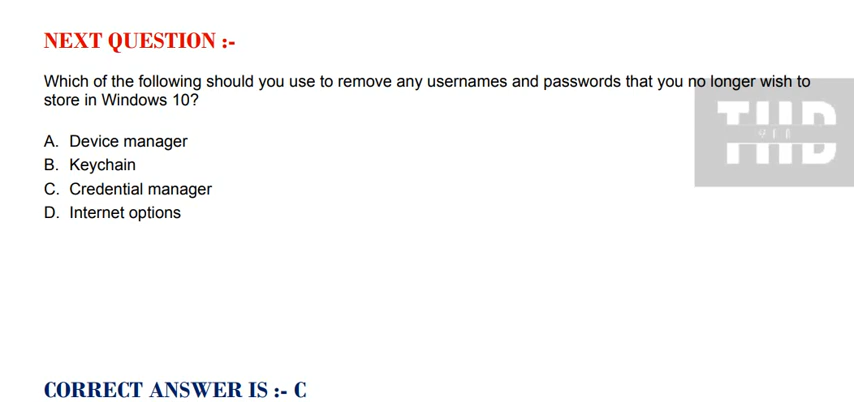 NEXT QUESTION :-
Which of the following should you use to remove any usernames and passwords that you no longer wish to
store in Windows 10?
A. Device manager
B. Keychain
C. Credential manager
D. Internet options
CORRECT ANSWER IS :- C